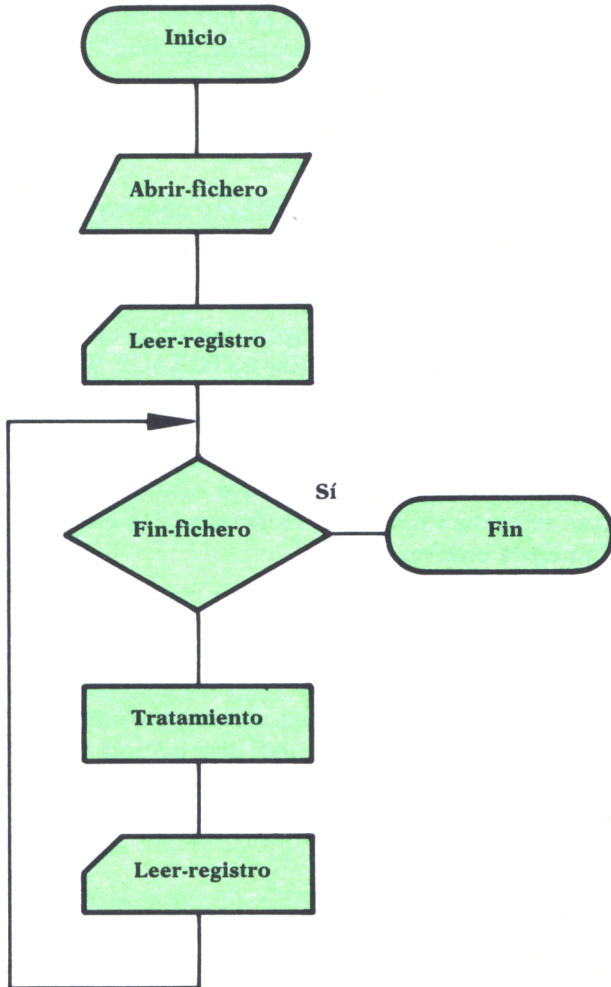 Inicio
Abrir-fichero
Leer-registro
Fin-fichero
Sí
Fin
Tratamiento
Leer-registro